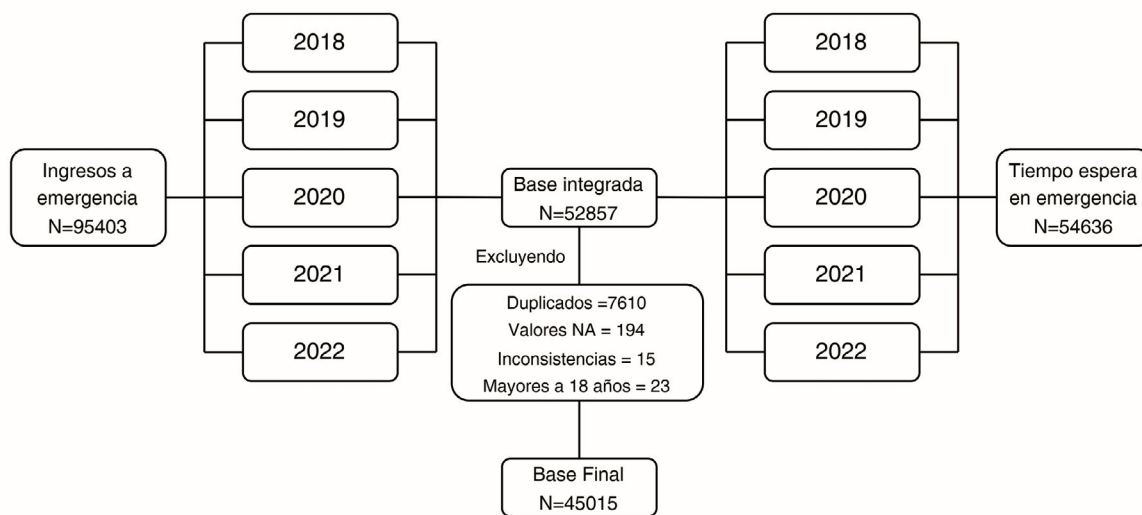 Ingresos a
emergencia
N=95403
2018
2019
2020
2021
2022
Base integrada
N=52857
Excluyendo
Duplicados =7610
Valores NA = 194
Inconsistencias = 15
Mayores a 18 años = 23
Base Final
N=45015
2018
2019
2020
2021
2022
Tiempo espera
en emergencia
N=54636